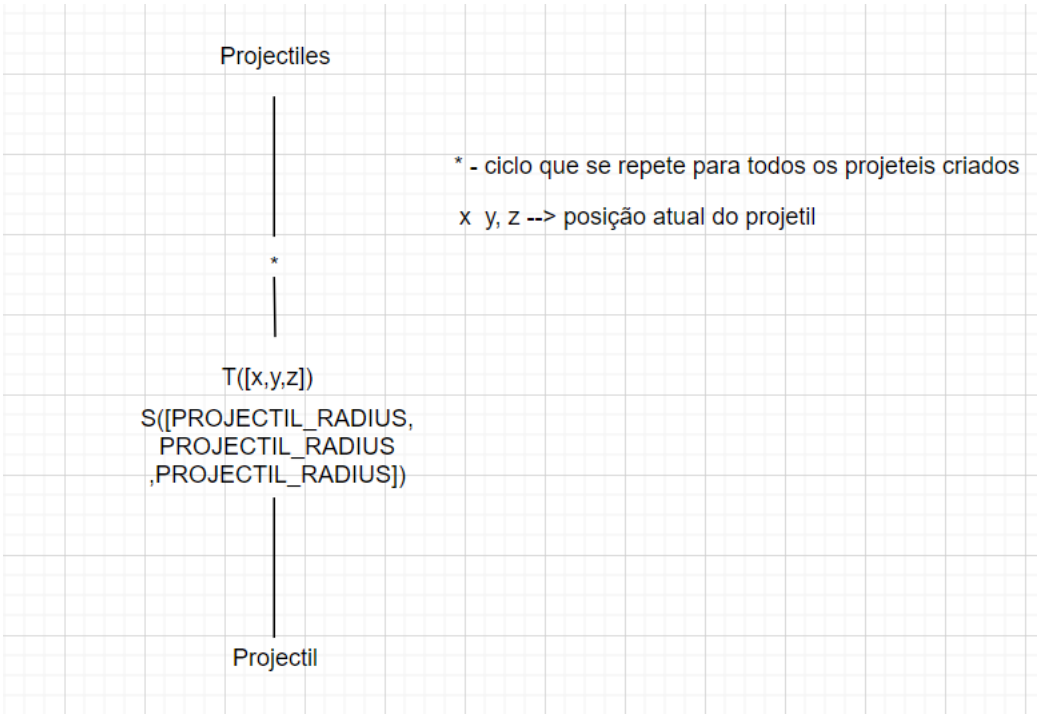 Projectiles
* - ciclo que se repete para todos os projeteis criados
x y, z --> posição atual do projetil
*
T([x,y,z])
S([PROJECTIL_RADIUS,
PROJECTIL_RADIUS
,PROJECTIL_RADIUS])
Projectil